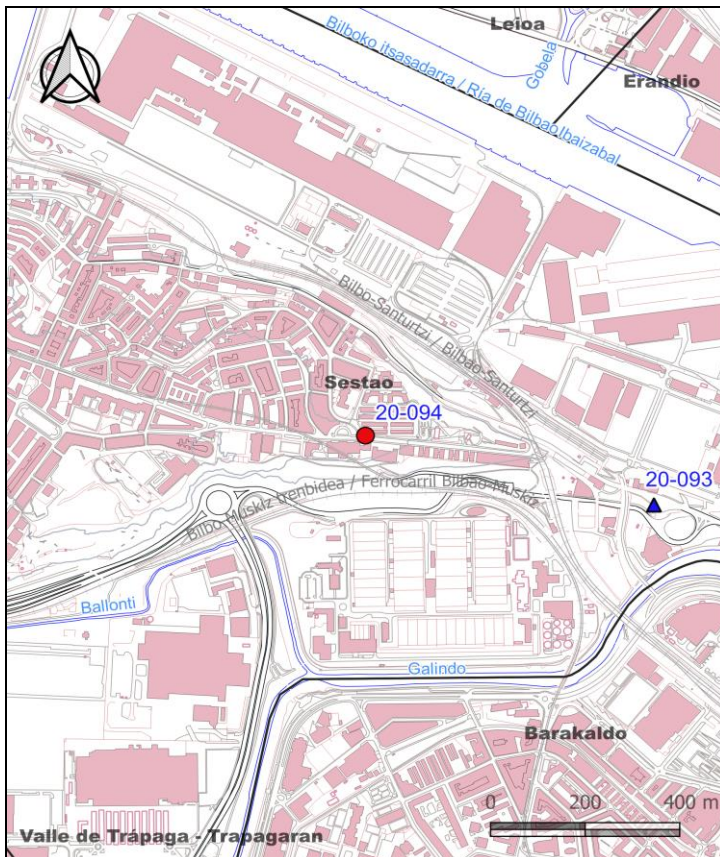 Leioa
Gobela
Erandio
Bilboko itsasadarra / Ría de Bilbao
Ibaizabal
Bilbo-Santurtzi / Bilbao-Santurtzi
Sestao
20-094
20-093
Bilbo-Muskiz trenbidea / Ferrocarril Bilbao-Muskiz
Ballonti
Galindo
Barakaldo
0 200 400 m
Valle de Trápaga - Trapagaran